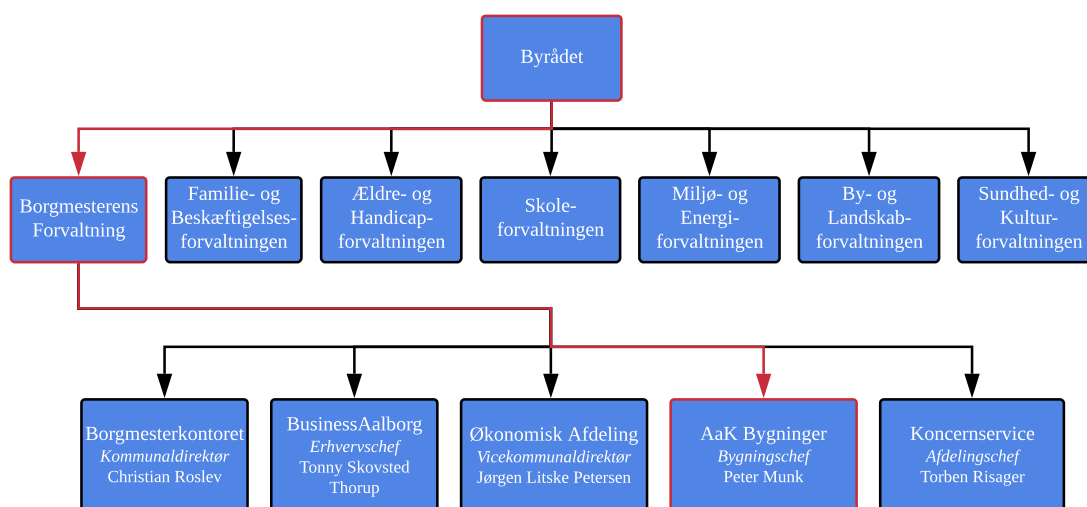 Byrådet
Borgmesterens
Forvaltning
Familie- og
Beskæftigelses-
forvaltningen
Ældre- og
Handicap-
forvaltningen
Skole-
forvaltningen
Miljø- og
Energi-
forvaltningen
By- og
Landskab-
forvaltningen
Sundhed- og
Kultur-
forvaltningen
Borgmesterkontoret
Kommunaldirektør
Christian Roslev
BusinessAalborg
Erhvervschef
Tonny Skovsted
Thorup
Økonomisk Afdeling
Vicekommunaldirektør
Jørgen Litske Petersen
AaK Bygninger
Bygningschef
Peter Munk
Koncernservice
Afdelingschef
Torben Risager